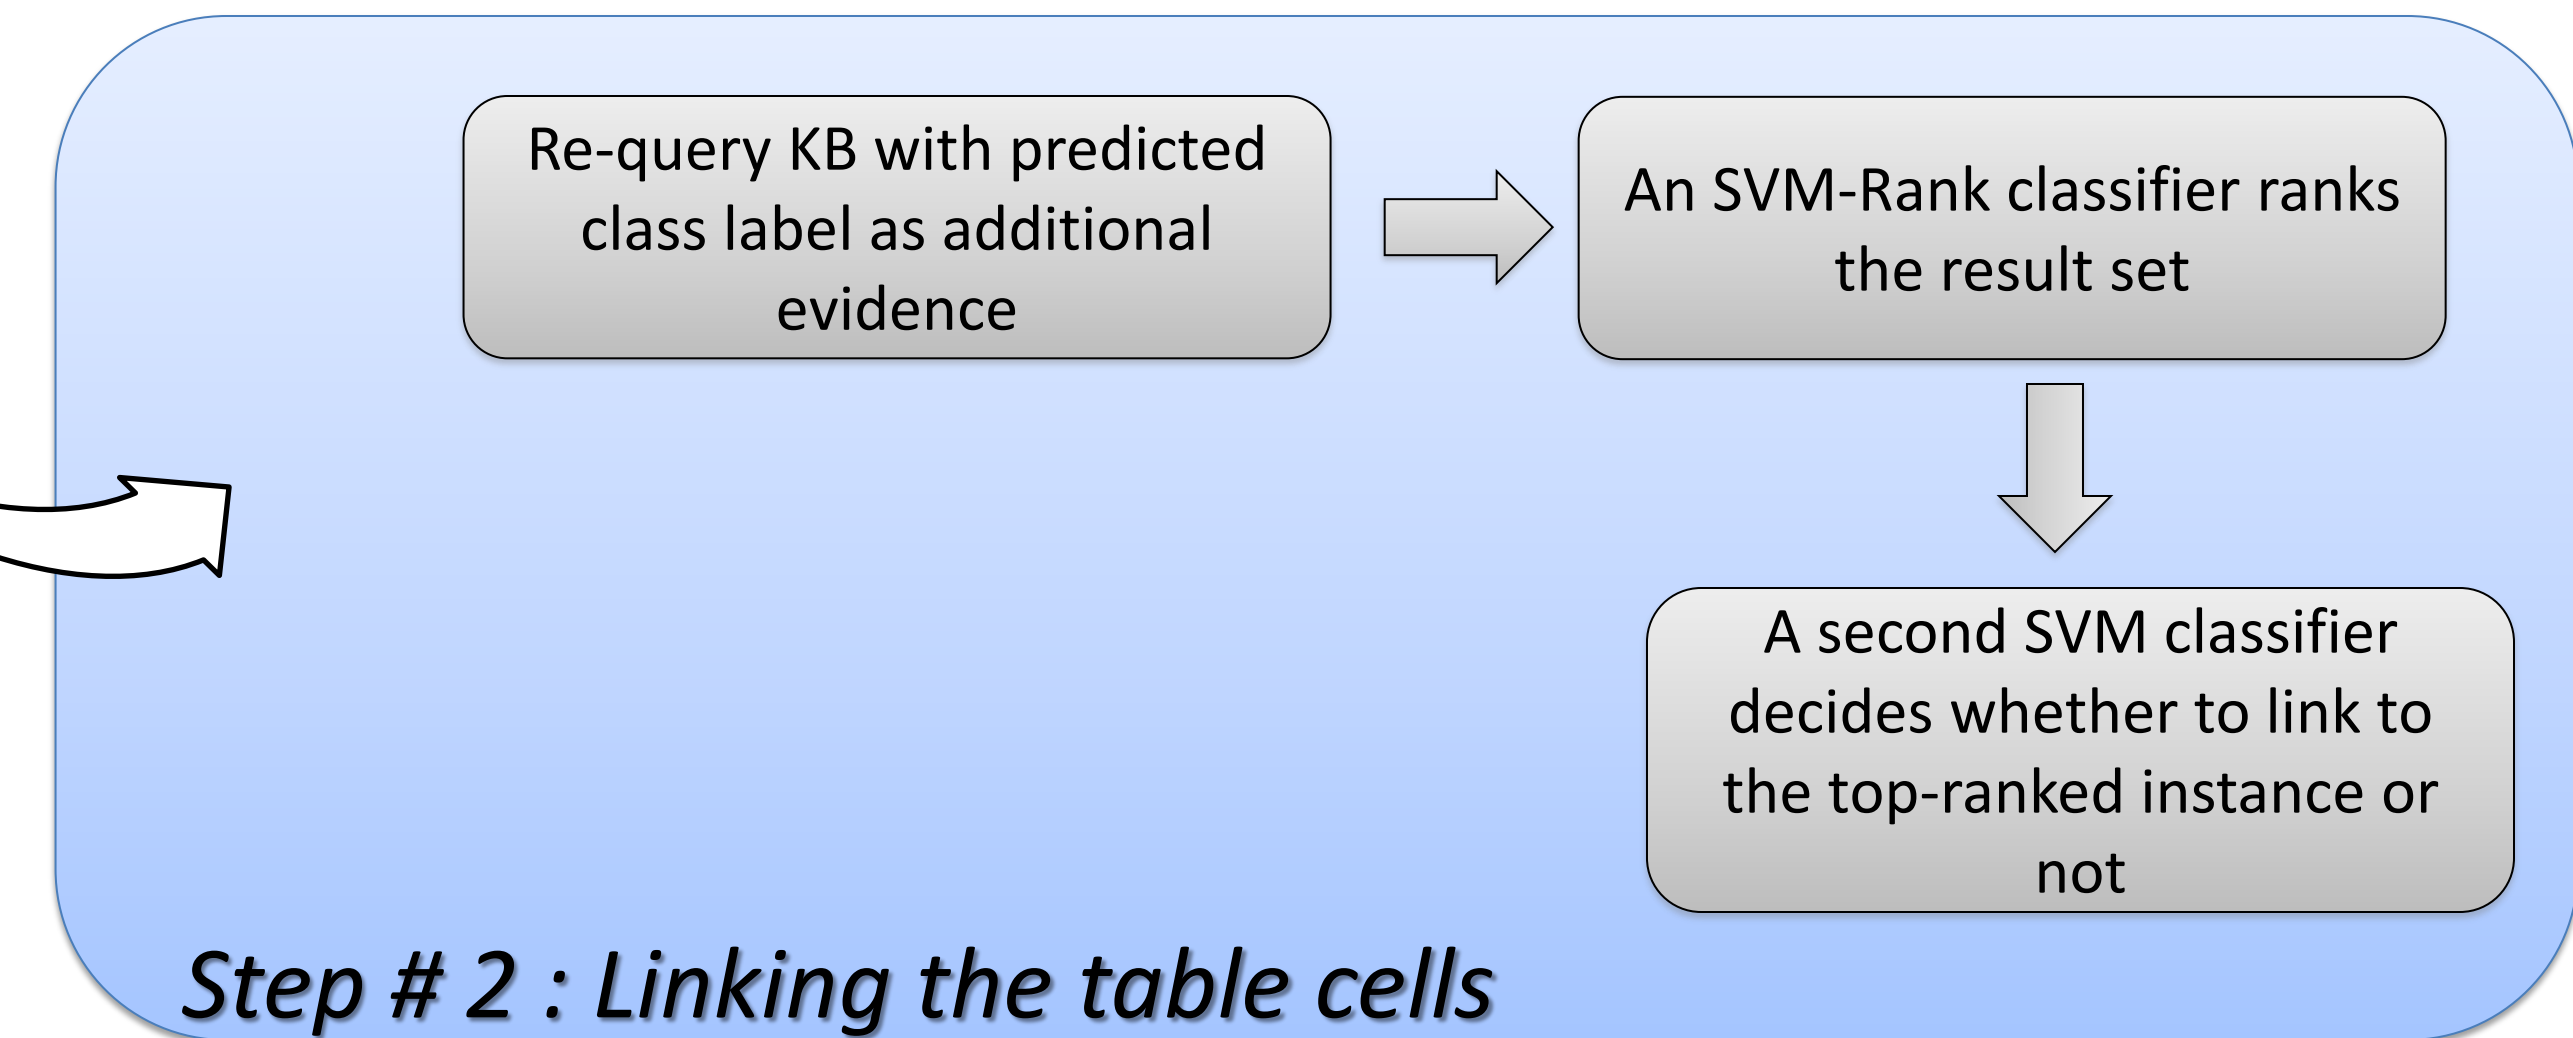 Re-query KB with predicted
class label as additional
evidence
An SVM-Rank classifier ranks
the result set
A second SVM classifier
decides whether to link to
the top-ranked instance or
not
Step # 2 : Linking the table cells